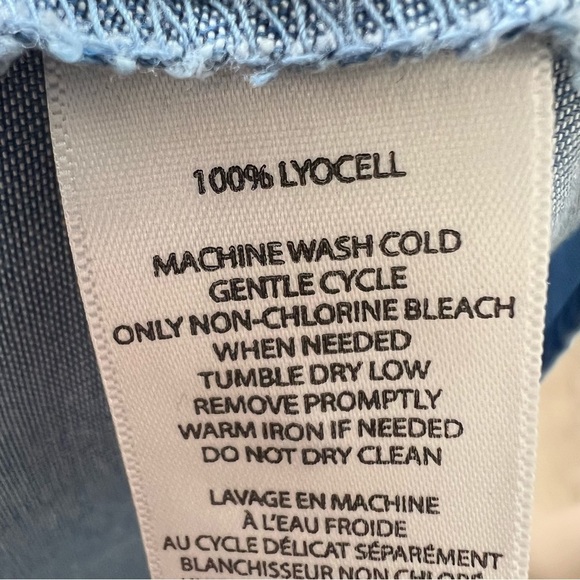 100% LYOCELL
MACHINE WASH COLD
GENTLE CYCLE
ONLY NON-CHLORINE BLEACH
WHEN NEEDED
TUMBLE DRY LOW
REMOVE PROMPTLY
WARM IRON IF NEEDED
DO NOT DRY CLEAN
LAVAGE EN MACHINE
À L'EAU FROIDE
AU CYCLE DÉLICAT SÉPARÉMENT
BLANCHISSEUR NON CHLORÉ